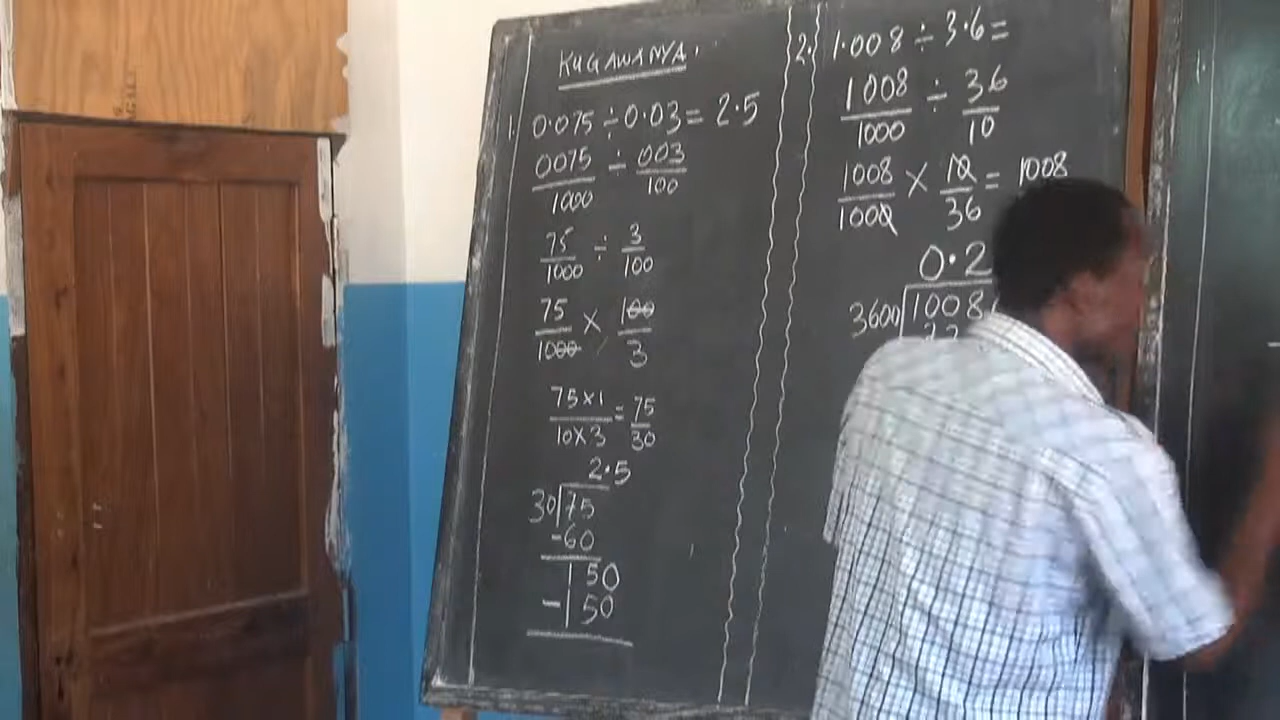 KUGAWANYA.
1. 0.075 ÷ 0.03 = 2.5
0075/1000 ÷ 003/100
75/1000 ÷ 3/100
75/1000 × 100/3
75×1/10×3 = 75/30
2.5
30 75
-60
150
-150
2. 1.008 ÷ 3.6 =
1008/1000 ÷ 36/10
1008/1000 × 10/36 = 1008
0.2
3600 1008